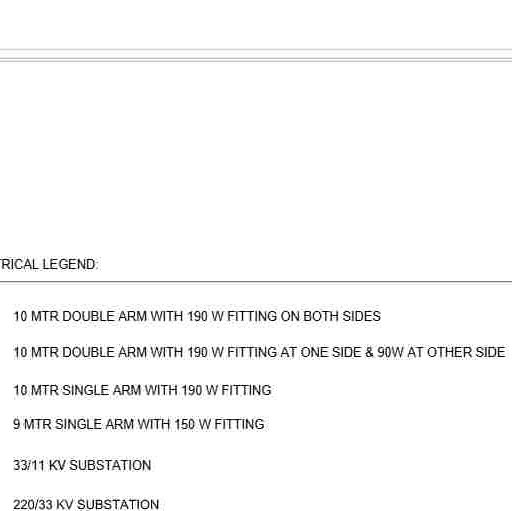 TRICAL LEGEND:
10 MTR DOUBLE ARM WITH 190 W FITTING ON BOTH SIDES
10 MTR DOUBLE ARM WITH 190 W FITTING AT ONE SIDE & 90W AT OTHER SIDE
10 MTR SINGLE ARM WITH 190 W FITTING
9 MTR SINGLE ARM WITH 150 W FITTING
33/11 KV SUBSTATION
220/33 KV SUBSTATION